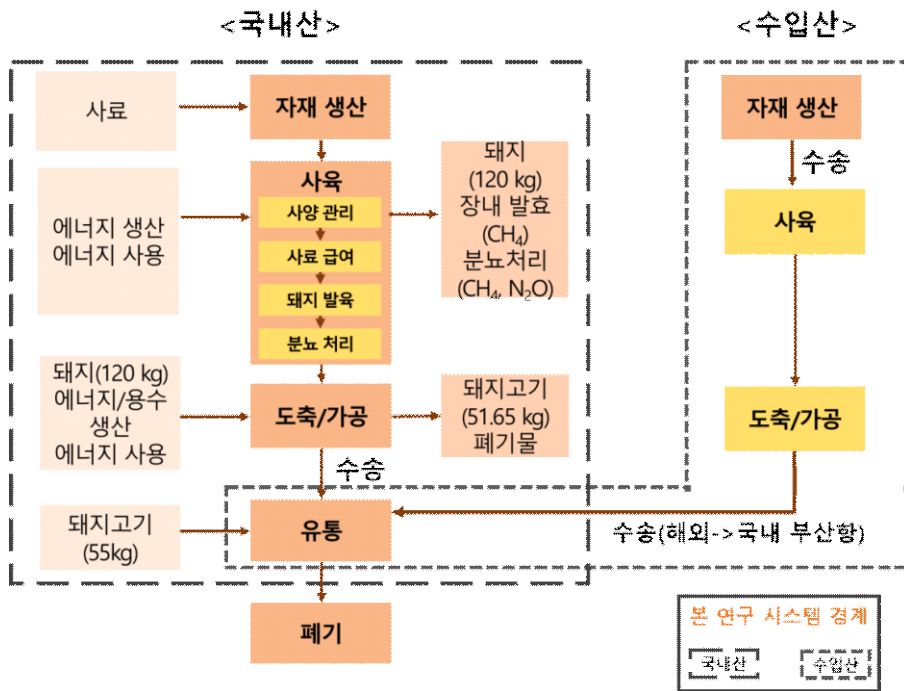 <국내산>
<수입산>
사료
자재 생산
자재 생산
수송
에너지 생산
에너지 사용
사육
사양 관리
사료 급여
돼지 발육
분뇨 처리
돼지
(120 kg)
장내 발효
(CH₄)
분뇨처리
(CH₄, N₂O)
사육
돼지(120 kg)
에너지/용수
생산
에너지 사용
도축/가공
돼지고기
(51.65 kg)
폐기물
도축/가공
수송
돼지고기
(55kg)
유통
수송(해외->국내 부산항)
폐기
본 연구 시스템 경계
국내산
수입산